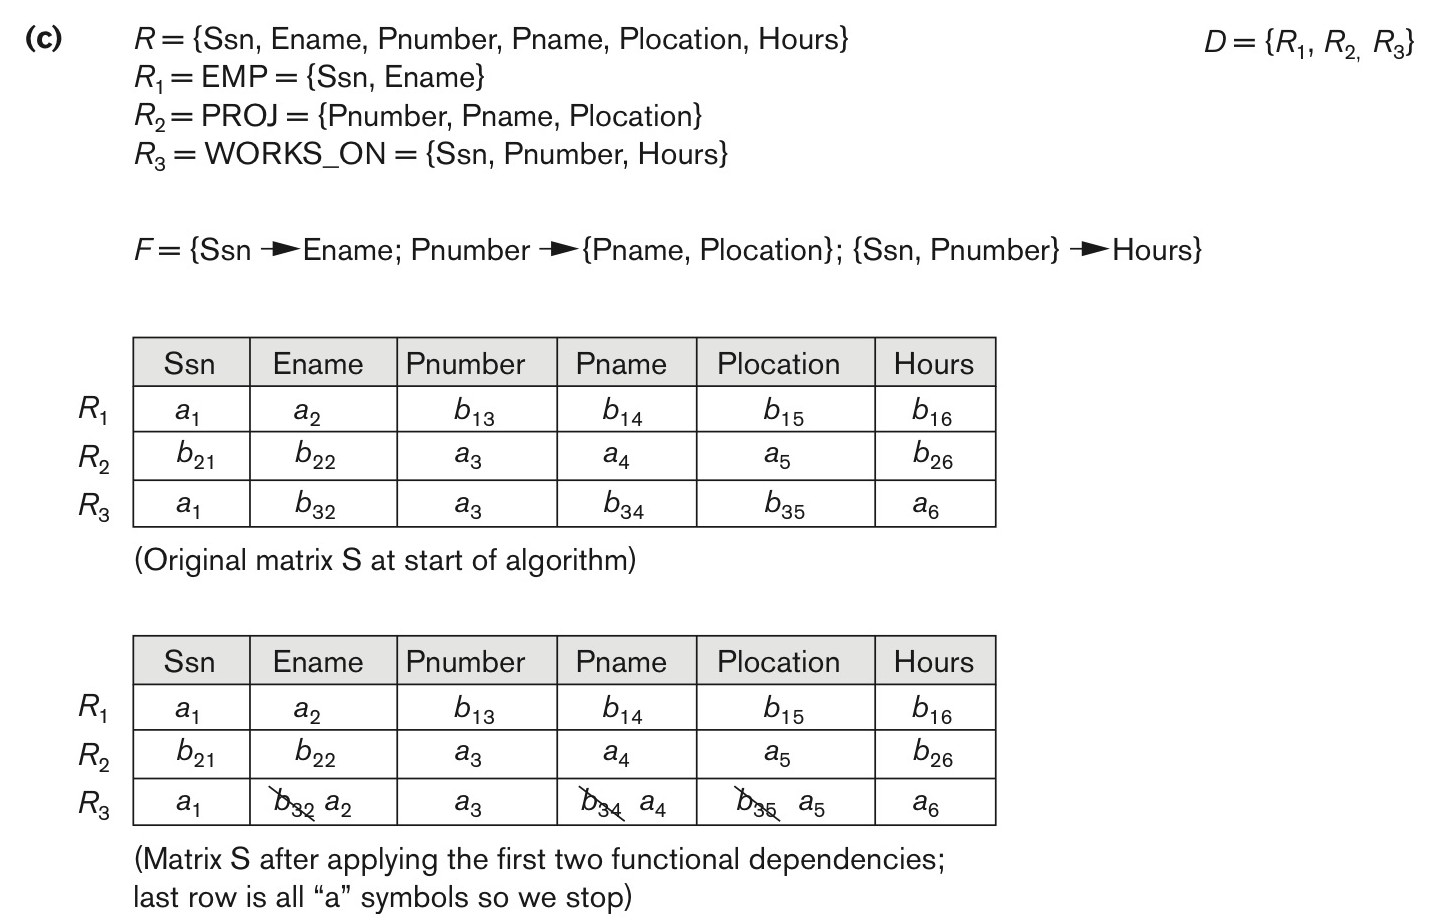 (c) R = {Ssn, Ename, Pnumber, Pname, Plocation, Hours} D = {R₁, R₂, R₃}
R₁ = EMP = {Ssn, Ename}
R₂ = PROJ = {Pnumber, Pname, Plocation}
R₃ = WORKS_ON = {Ssn, Pnumber, Hours}
F = {Ssn → Ename; Pnumber → {Pname, Plocation}; {Ssn, Pnumber} → Hours}
Ssn Ename Pnumber Pname Plocation Hours
R₁ a₁ a₂ b₁₃ b₁₄ b₁₅ b₁₆
R₂ b₂₁ b₂₂ a₃ a₄ a₅ b₂₆
R₃ a₁ b₃₂ a₃ b₃₄ b₃₅ a₆
(Original matrix S at start of algorithm)
Ssn Ename Pnumber Pname Plocation Hours
R₁ a₁ a₂ b₁₃ b₁₄ b₁₅ b₁₆
R₂ b₂₁ b₂₂ a₃ a₄ a₅ b₂₆
R₃ a₁ b₃₂ a₂ a₃ b₃₄ a₄ b₃₅ a₅ a₆
(Matrix S after applying the first two functional dependencies;
last row is all “a” symbols so we stop)